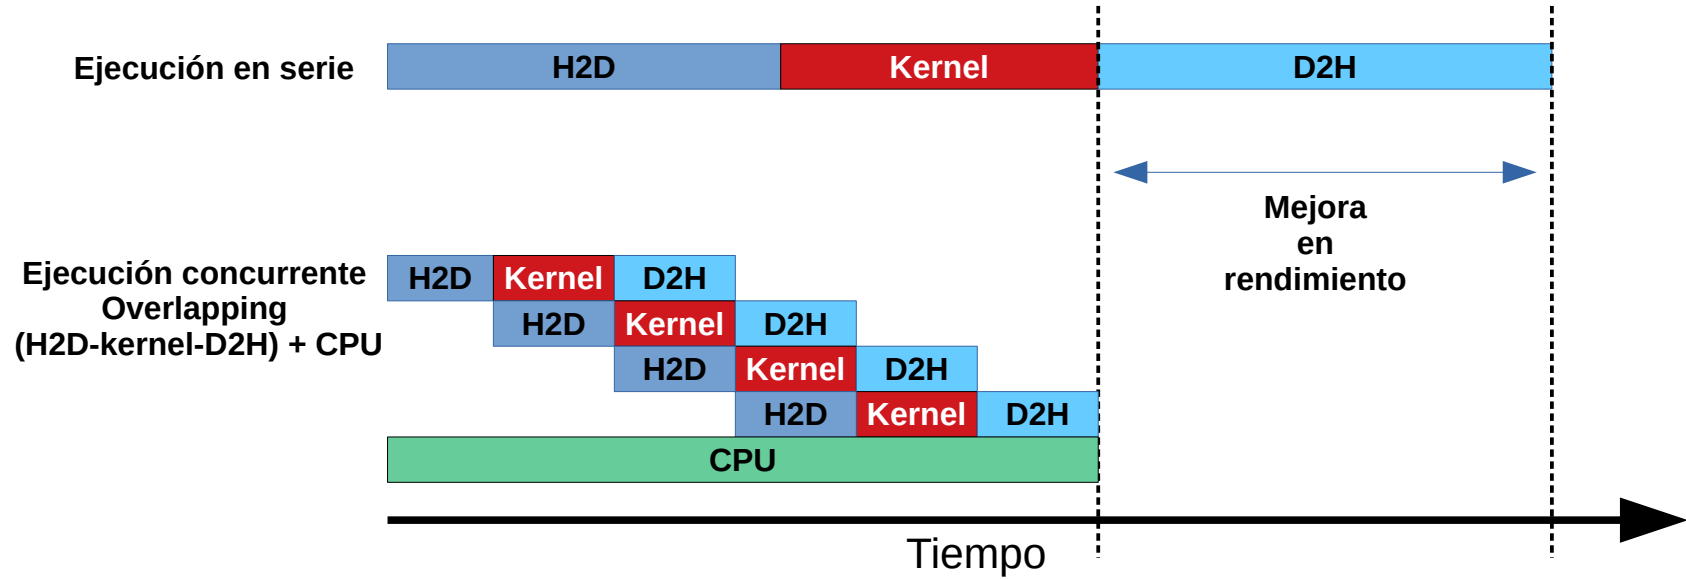 Ejecución en serie
H2D
Kernel
D2H
Mejora
en
rendimiento
Ejecución concurrente
Overlapping
(H2D-kernel-D2H) + CPU
H2D Kernel D2H
H2D Kernel D2H
H2D Kernel D2H
H2D Kernel D2H
CPU
Tiempo